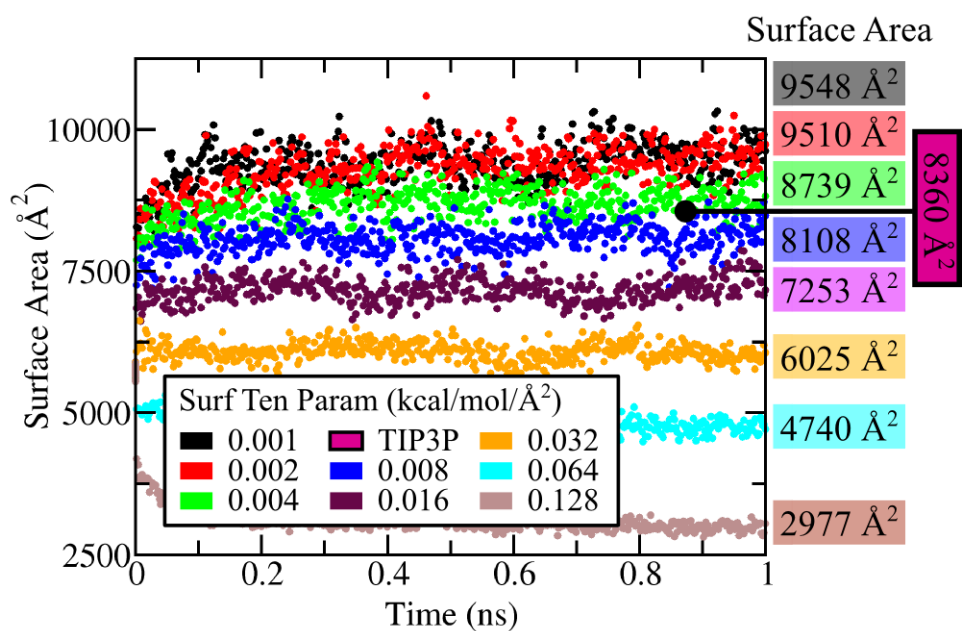 Surface Area
9548 Å²
9510 Å²
8739 Å²
8108 Å²
7253 Å²
6025 Å²
4740 Å²
2977 Å²
8360 Å²
Surface Area (Å²)
10000
7500
5000
2500
Surf Ten Param (kcal/mol/Å²)
0.001 TIP3P 0.032
0.002 0.008 0.064
0.004 0.016 0.128
0 0.2 0.4 0.6 0.8 1
Time (ns)